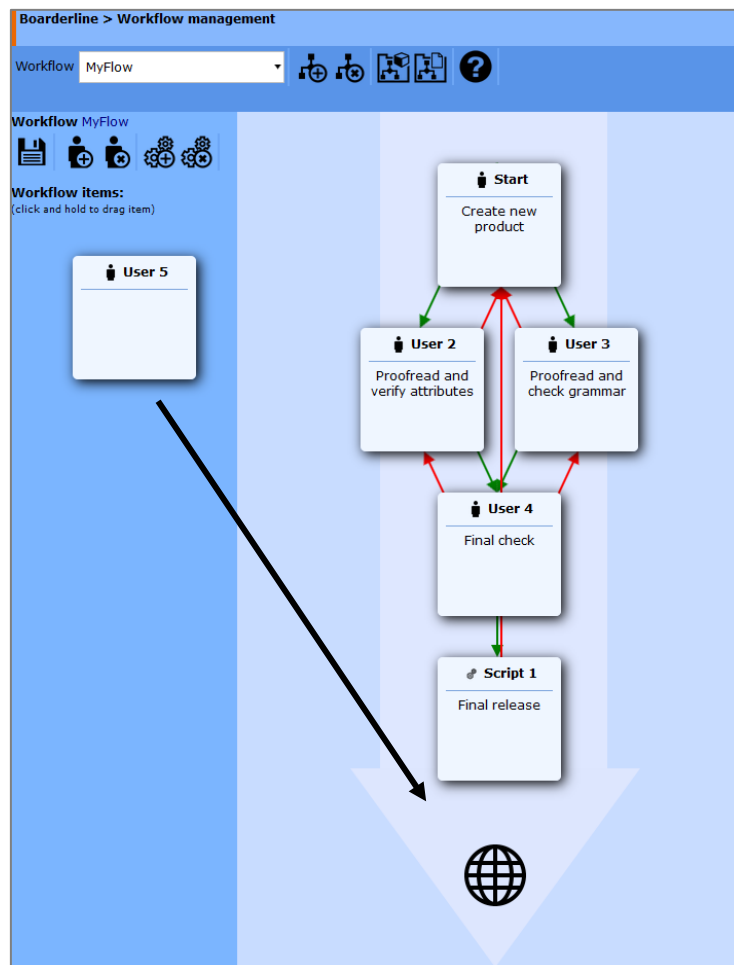 Boarderline > Workflow management
Workflow MyFlow
?
Workflow MyFlow
Workflow items:
(click and hold to drag item)
User 5
Start
Create new
product
User 2
Proofread and
verify attributes
User 3
Proofread and
check grammar
User 4
Final check
Script 1
Final release